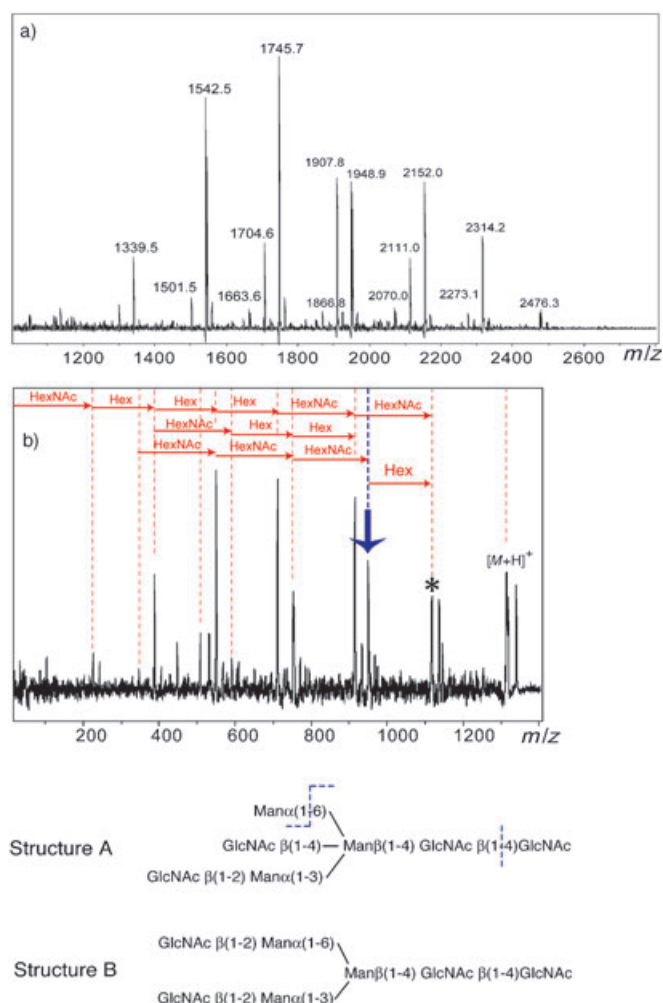 a)
1745.7
1542.5
1907.8
1948.9
2152.0
1704.6
2314.2
1339.5
2111.0
1501.5
1663.6
1866.8
2070.0
2273.1
2476.3
1200 1400 1600 1800 2000 2200 2400 2600
m/z
b)
HexNAc Hex Hex Hex HexNAc HexNAc
HexNAc Hex Hex
HexNAc HexNAc HexNAc
Hex
[M+H]+
*
200 400 600 800 1000 1200
m/z
Structure A
Manα(1-6)
GlcNAc β(1-4) Manβ(1-4) GlcNAc β(1-4)GlcNAc
GlcNAc β(1-2) Manα(1-3)
Structure B
GlcNAc β(1-2) Manα(1-6)
Manβ(1-4) GlcNAc β(1-4)GlcNAc
GlcNAc β(1-2) Manα(1-3)